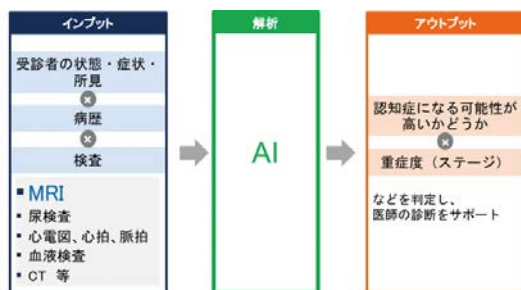 インプット
受診者の状態・症状・
所見
×
病歴
×
検査
▪ MRI
▪ 尿検査
▪ 心電図、心拍、脈拍
▪ 血液検査
▪ CT 等
解析
AI
アウトプット
認知症になる可能性が
高いかどうか
×
重症度（ステージ）
などを判定し、
医師の診断をサポート